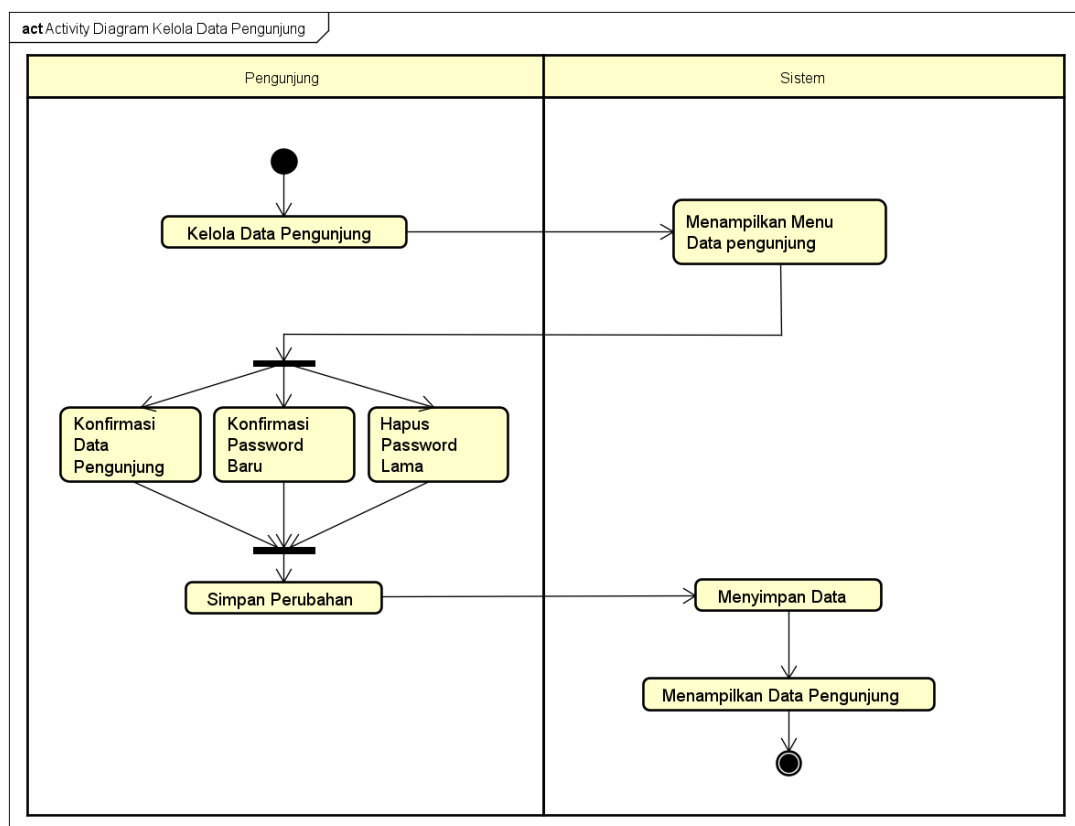 act Activity Diagram Kelola Data Pengunjung
Pengunjung
Sistem
Kelola Data Pengunjung
Menampilkan Menu
Data pengunjung
Konfirmasi
Data
Pengunjung
Konfirmasi
Password
Baru
Hapus
Password
Lama
Simpan Perubahan
Menyimpan Data
Menampilkan Data Pengunjung